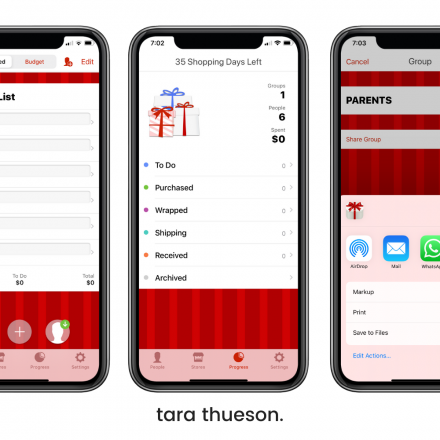 Budget
Edit
List
To Do
$0
Total
$0
Progress
Settings
7:02
35 Shopping Days Left
Groups
1
People
6
Spent
$0
To Do 0
Purchased 0
Wrapped 0
Shipping 0
Received 0
Archived 0
People
Stores
Progress
Settings
7:03
Cancel Group
PARENTS
Share Group
AirDrop
Mail
WhatsAp
Markup
Print
Save to Files
Edit Actions...
tara thueson.